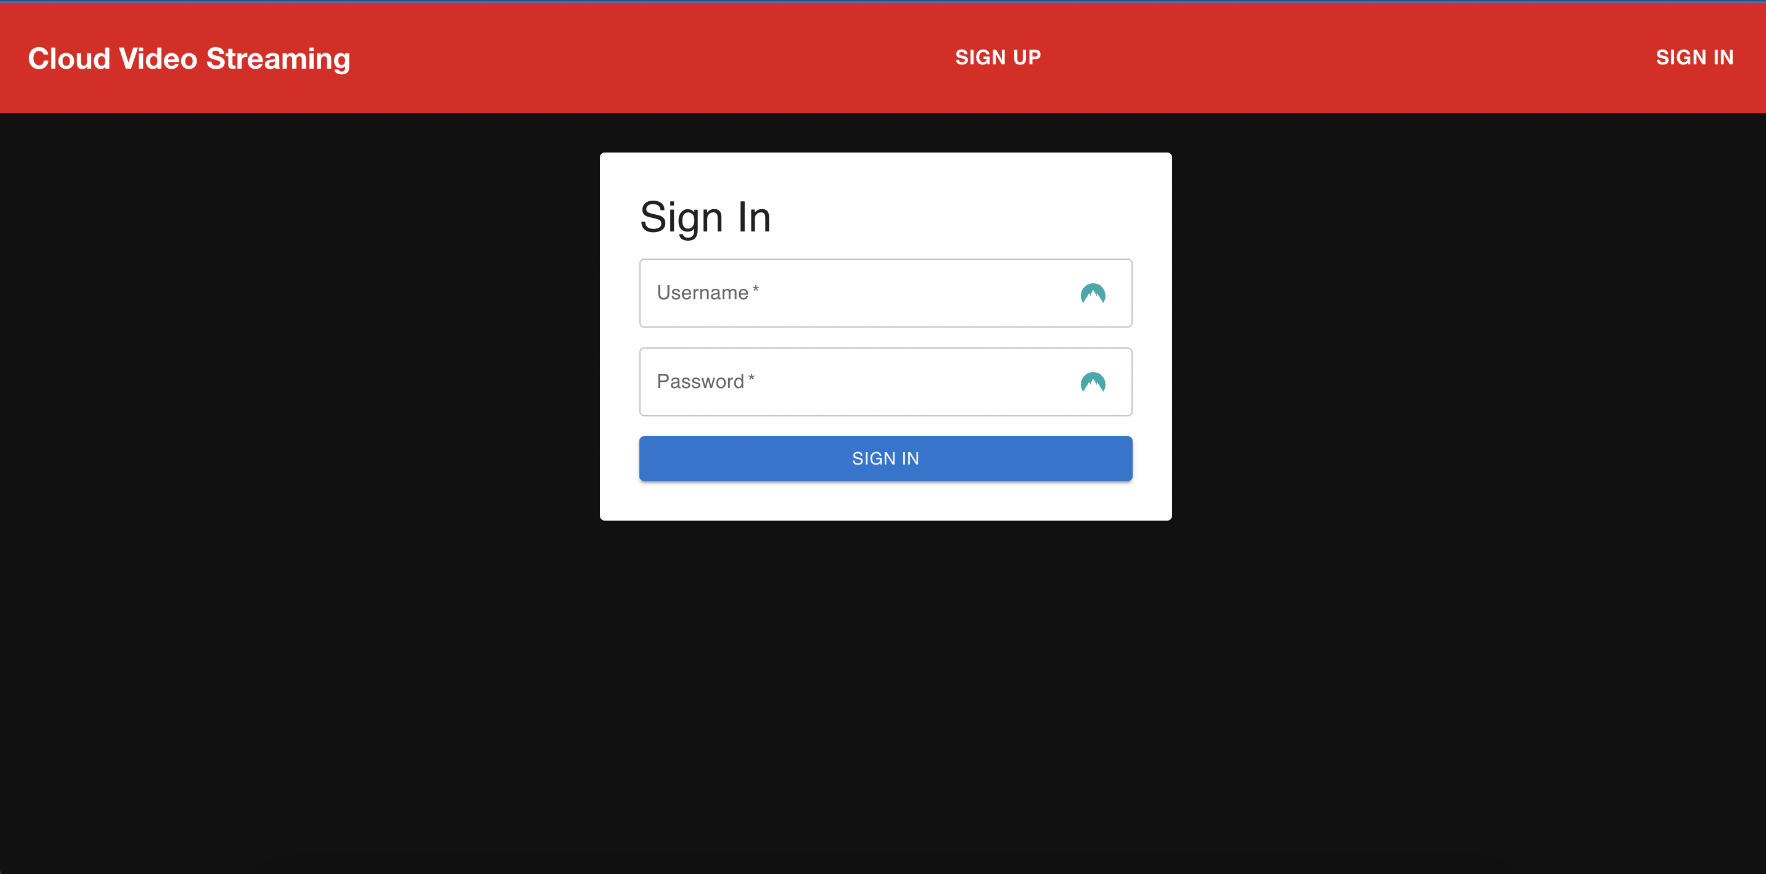 Cloud Video Streaming
SIGN UP
SIGN IN
Sign In
Username *
Password *
SIGN IN